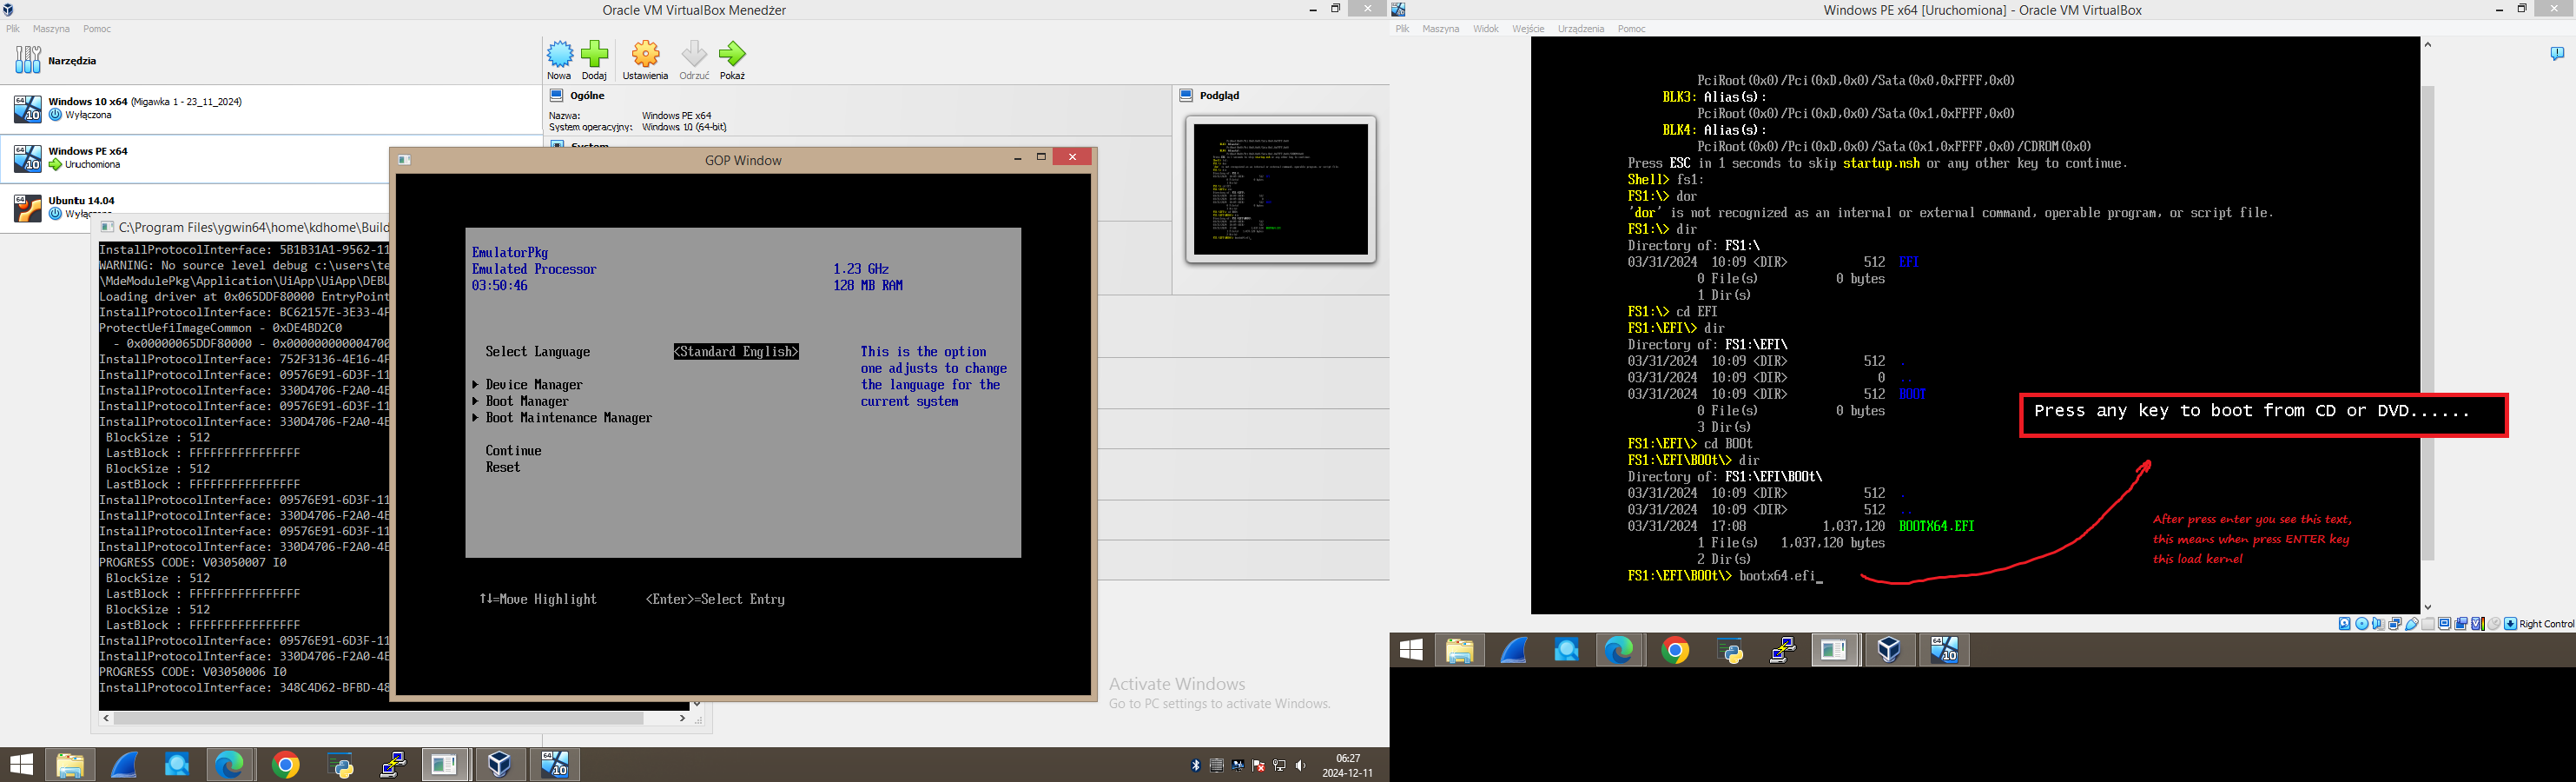 Oracle VM VirtualBox Menedżer
Plik Maszyna Pomoc
Narzędzia
Nowa Dodaj Ustawienia Odrzuć Pokaż
Windows 10 x64 (Migawka 1 - 23_11_2024)
Wyłączona
Windows PE x64
Uruchomiona
Ubuntu 14.04
Ogólne
Nazwa: Windows PE x64
System operacyjny: Windows 10 (64-bit)
Podgląd
C:\Program Files\ygwin64\home\kdhome\Build
InstallProtocolInterface: 5B1B31A1-9562-11
WARNING: No source level debug c:\users\te
\MdeModulePkg\Application\UiApp\UiApp\DEBU
Loading driver at 0x065DDF80000 EntryPoint
InstallProtocolInterface: BC62157E-3E33-4F
ProtectUefiImageCommon - 0xDE4BD2C0
- 0x00000065DDF80000 - 0x000000000004700
InstallProtocolInterface: 752F3136-4E16-4F
InstallProtocolInterface: 09576E91-6D3F-11
InstallProtocolInterface: 330D4706-F2A0-4E
InstallProtocolInterface: 09576E91-6D3F-11
InstallProtocolInterface: 330D4706-F2A0-4E
BlockSize : 512
LastBlock : FFFFFFFFFFFFFFFF
BlockSize : 512
LastBlock : FFFFFFFFFFFFFFFF
InstallProtocolInterface: 09576E91-6D3F-11
InstallProtocolInterface: 330D4706-F2A0-4E
InstallProtocolInterface: 09576E91-6D3F-11
InstallProtocolInterface: 330D4706-F2A0-4E
PROGRESS CODE: V03050007 I0
BlockSize : 512
LastBlock : FFFFFFFFFFFFFFFF
BlockSize : 512
LastBlock : FFFFFFFFFFFFFFFF
InstallProtocolInterface: 09576E91-6D3F-11
InstallProtocolInterface: 330D4706-F2A0-4E
PROGRESS CODE: V03050006 I0
InstallProtocolInterface: 348C4D62-BFBD-48
GOP Window
EmulatorPkg
Emulated Processor 1.23 GHz
03:50:46 128 MB RAM
Select Language <Standard English>
This is the option
one adjusts to change
the language for the
current system
Device Manager
Boot Manager
Boot Maintenance Manager
Continue
Reset
↑↓=Move Highlight <Enter>=Select Entry
Activate Windows
Go to PC settings to activate Windows.
06:27
2024-12-11
Windows PE x64 [Uruchomiona] - Oracle VM VirtualBox
Plik Maszyna Widok Wejście Urządzenia Pomoc
PciRoot(0x0)/Pci(0xD,0x0)/Sata(0x0,0xFFFF,0x0)
BLK3: Alias(s):
PciRoot(0x0)/Pci(0xD,0x0)/Sata(0x1,0xFFFF,0x0)
BLK4: Alias(s):
PciRoot(0x0)/Pci(0xD,0x0)/Sata(0x1,0xFFFF,0x0)/CDROM(0x0)
Press ESC in 1 seconds to skip startup.nsh or any other key to continue.
Shell> fs1:
FS1:\> dor
'dor' is not recognized as an internal or external command, operable program, or script file.
FS1:\> dir
Directory of: FS1:\
03/31/2024 10:09 <DIR> 512 EFI
0 File(s) 0 bytes
1 Dir(s)
FS1:\> cd EFI
FS1:\EFI\> dir
Directory of: FS1:\EFI\
03/31/2024 10:09 <DIR> 512 .
03/31/2024 10:09 <DIR> 0 ..
03/31/2024 10:09 <DIR> 512 BOOT
0 File(s) 0 bytes
3 Dir(s)
FS1:\EFI\> cd BOOt
FS1:\EFI\BOOt\> dir
Directory of: FS1:\EFI\BOOt\
03/31/2024 10:09 <DIR> 512 .
03/31/2024 10:09 <DIR> 512 ..
03/31/2024 17:08 1,037,120 BOOTX64.EFI
1 File(s) 1,037,120 bytes
2 Dir(s)
FS1:\EFI\BOOt\> bootx64.efi_
Press any key to boot from CD or DVD......
After press enter you see this text,
this means when press ENTER key
this load kernel
Right Control